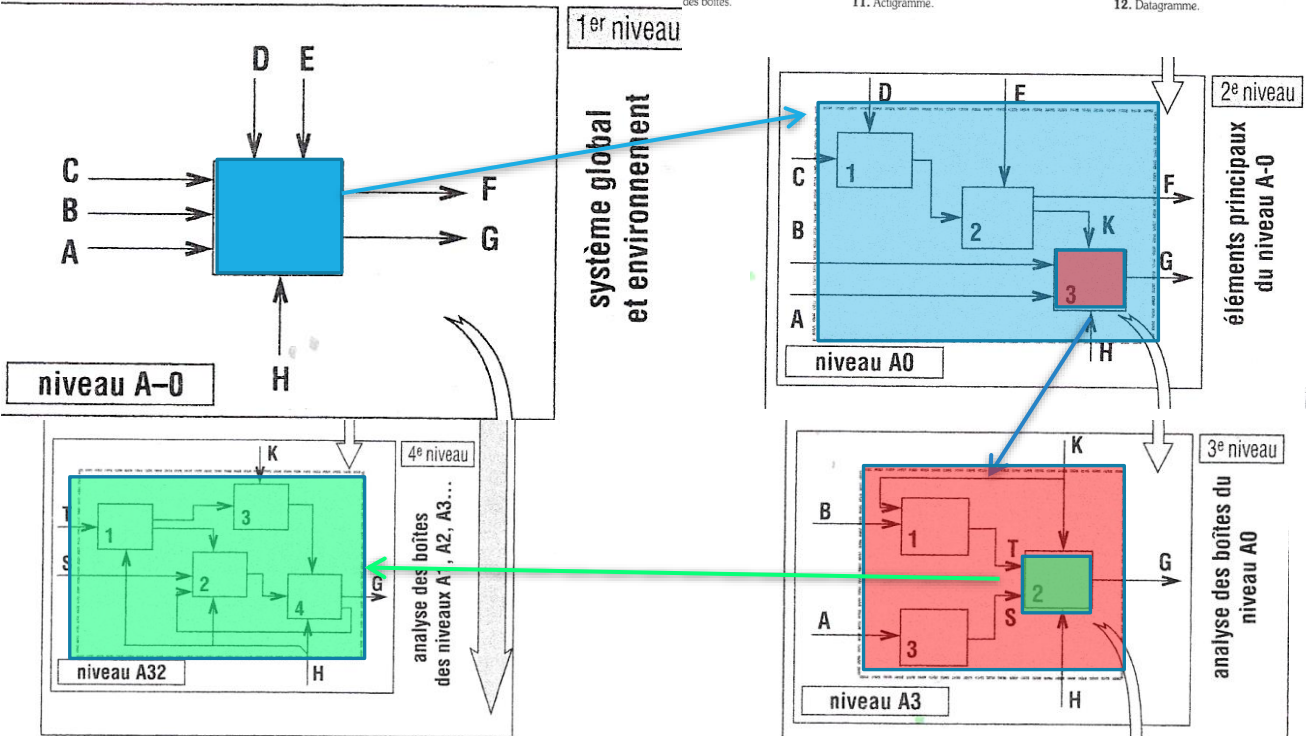 des boîtes.
11. Actigramme.
12. Datagramme.
1er niveau
D E
C
B
A
F
G
H
niveau A–0
système global
et environnement
2e niveau
D
E
C
1
F
B
2
K
G
3
A
H
niveau A0
éléments principaux
du niveau A-0
4e niveau
K
T
1
3
S
2
G
4
niveau A32
H
analyse des boîtes
des niveaux A1, A2, A3...
3e niveau
K
B
1
T
G
2
A
S
3
niveau A3
H
analyse des boîtes du
niveau A0